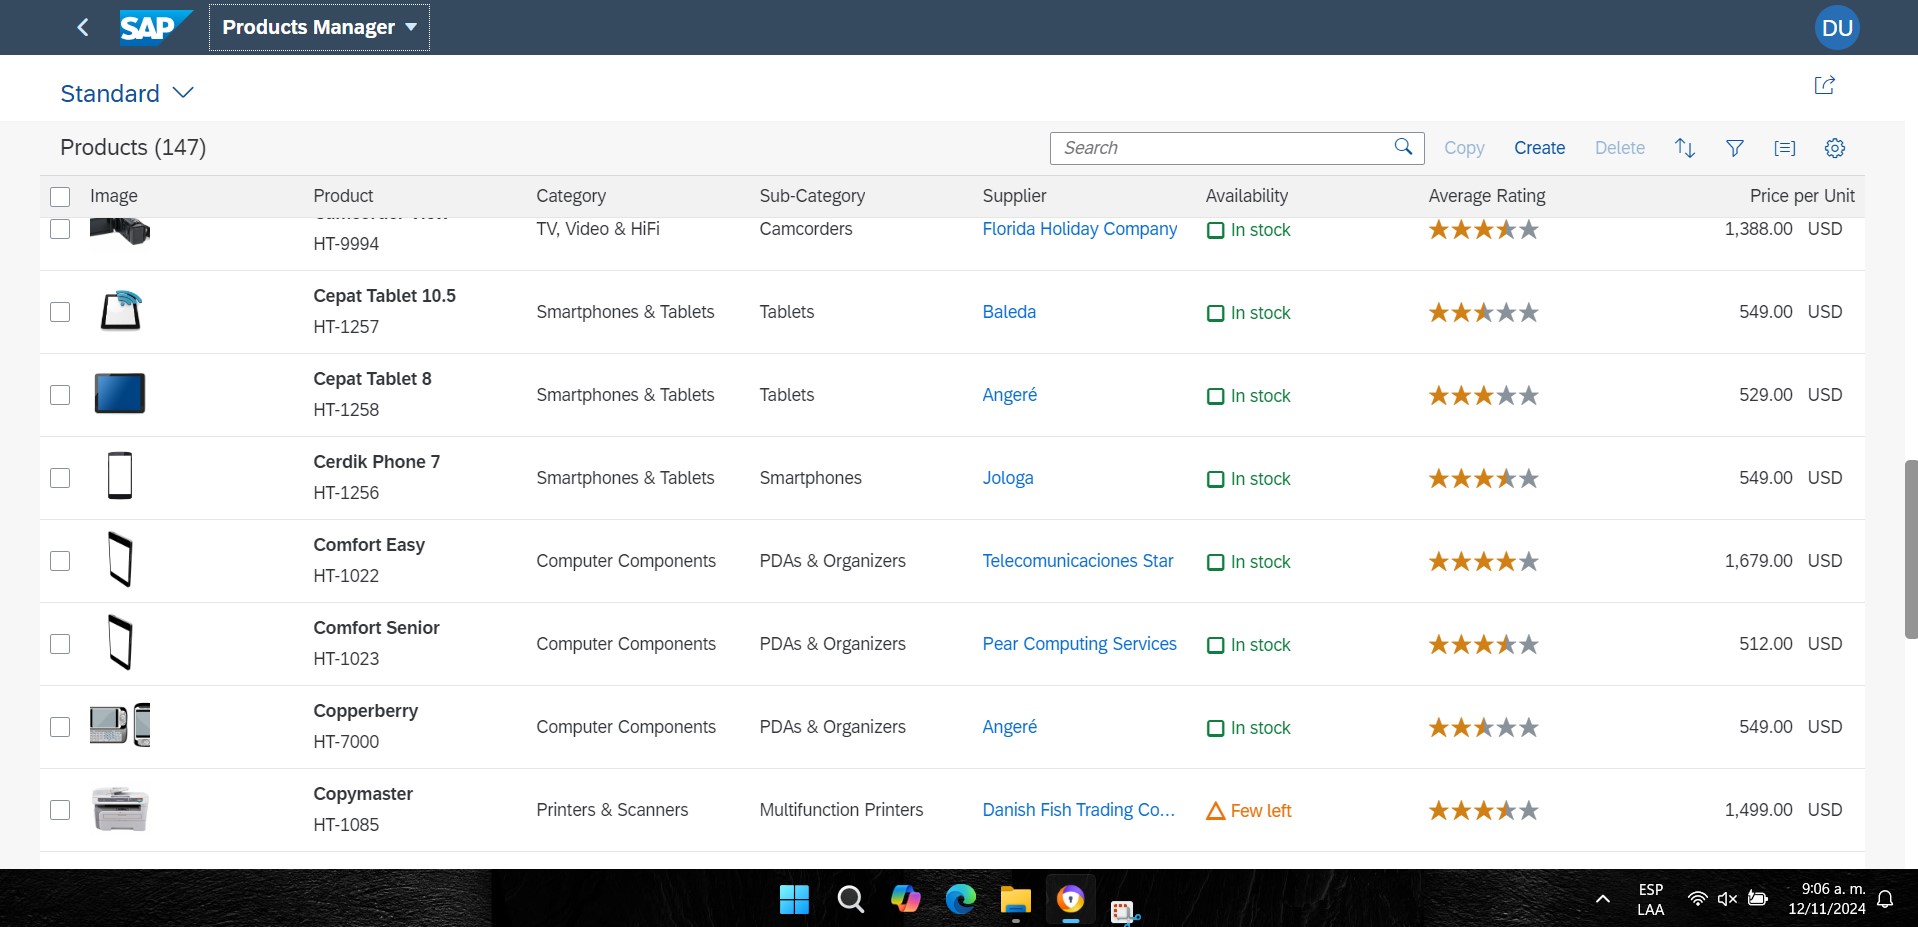 SAP Products Manager DU
Standard
Products (147) Search Copy Create Delete
Image Product Category Sub-Category Supplier Availability Average Rating Price per Unit
TV, Video & HiFi Camcorders Florida Holiday Company In stock 1,388.00 USD
HT-9994
Cepat Tablet 10.5
HT-1257
Smartphones & Tablets Tablets Baleda In stock 549.00 USD
Cepat Tablet 8
HT-1258
Smartphones & Tablets Tablets Angeré In stock 529.00 USD
Cerdik Phone 7
HT-1256
Smartphones & Tablets Smartphones Jologa In stock 549.00 USD
Comfort Easy
HT-1022
Computer Components PDAs & Organizers Telecomunicaciones Star In stock 1,679.00 USD
Comfort Senior
HT-1023
Computer Components PDAs & Organizers Pear Computing Services In stock 512.00 USD
Copperberry
HT-7000
Computer Components PDAs & Organizers Angeré In stock 549.00 USD
Copymaster
HT-1085
Printers & Scanners Multifunction Printers Danish Fish Trading Co... Few left 1,499.00 USD
ESP
LAA
9:06 a. m.
12/11/2024